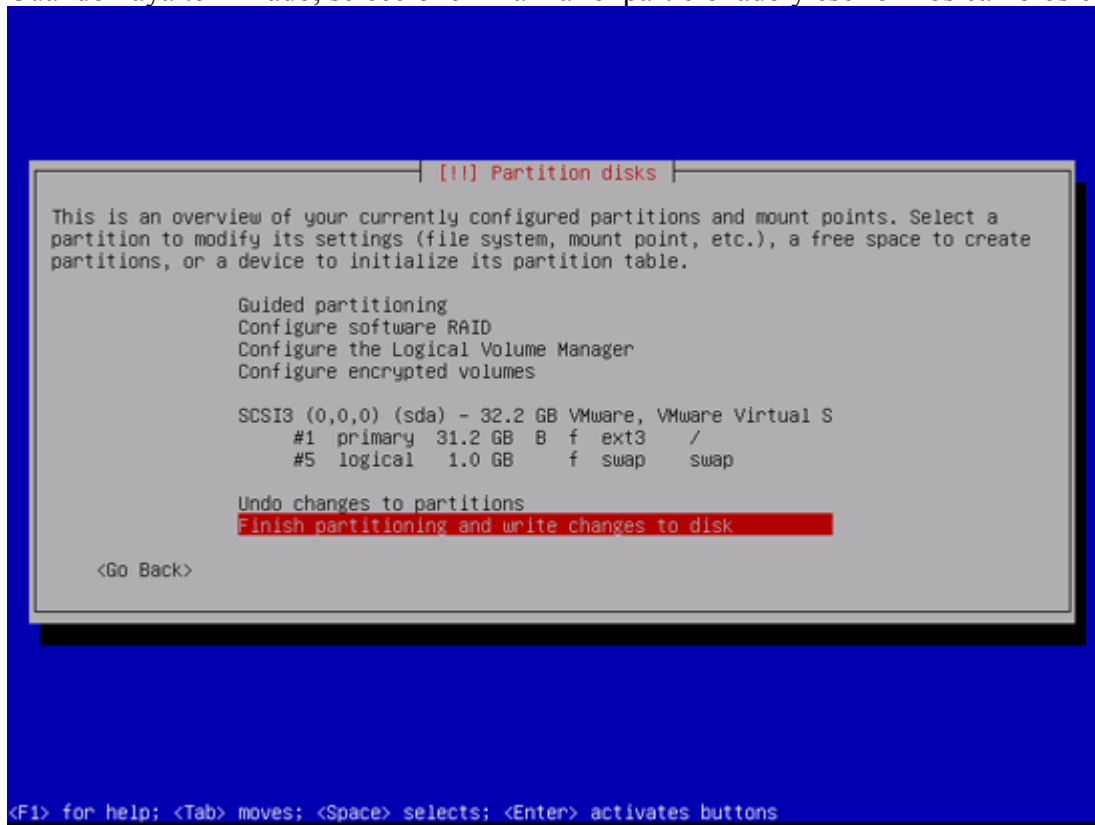 [!!] Partition disks
This is an overview of your currently configured partitions and mount points. Select a
partition to modify its settings (file system, mount point, etc.), a free space to create
partitions, or a device to initialize its partition table.
Guided partitioning
Configure software RAID
Configure the Logical Volume Manager
Configure encrypted volumes
SCSI3 (0,0,0) (sda) - 32.2 GB VMware, VMware Virtual S
#1 primary 31.2 GB B f ext3 /
#5 logical 1.0 GB f swap swap
Undo changes to partitions
Finish partitioning and write changes to disk
<Go Back>
<F1> for help; <Tab> moves; <Space> selects; <Enter> activates buttons